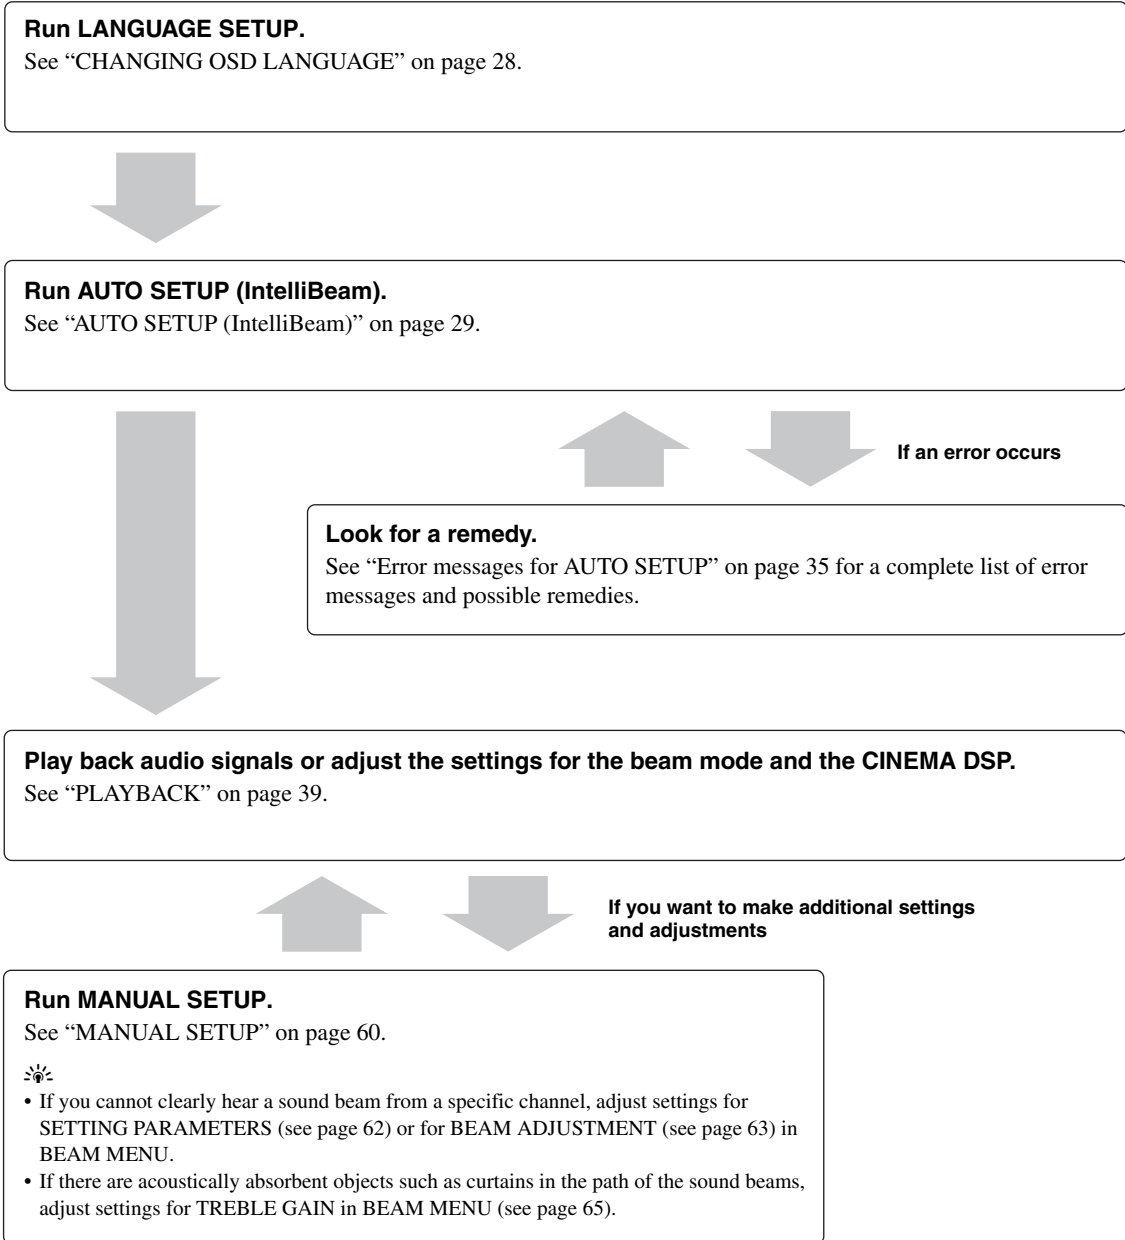 Run LANGUAGE SETUP.
See “CHANGING OSD LANGUAGE” on page 28.
Run AUTO SETUP (IntelliBeam).
See “AUTO SETUP (IntelliBeam)” on page 29.
If an error occurs
Look for a remedy.
See “Error messages for AUTO SETUP” on page 35 for a complete list of error
messages and possible remedies.
Play back audio signals or adjust the settings for the beam mode and the CINEMA DSP.
See “PLAYBACK” on page 39.
If you want to make additional settings
and adjustments
Run MANUAL SETUP.
See “MANUAL SETUP” on page 60.
• If you cannot clearly hear a sound beam from a specific channel, adjust settings for
SETTING PARAMETERS (see page 62) or for BEAM ADJUSTMENT (see page 63) in
BEAM MENU.
• If there are acoustically absorbent objects such as curtains in the path of the sound beams,
adjust settings for TREBLE GAIN in BEAM MENU (see page 65).